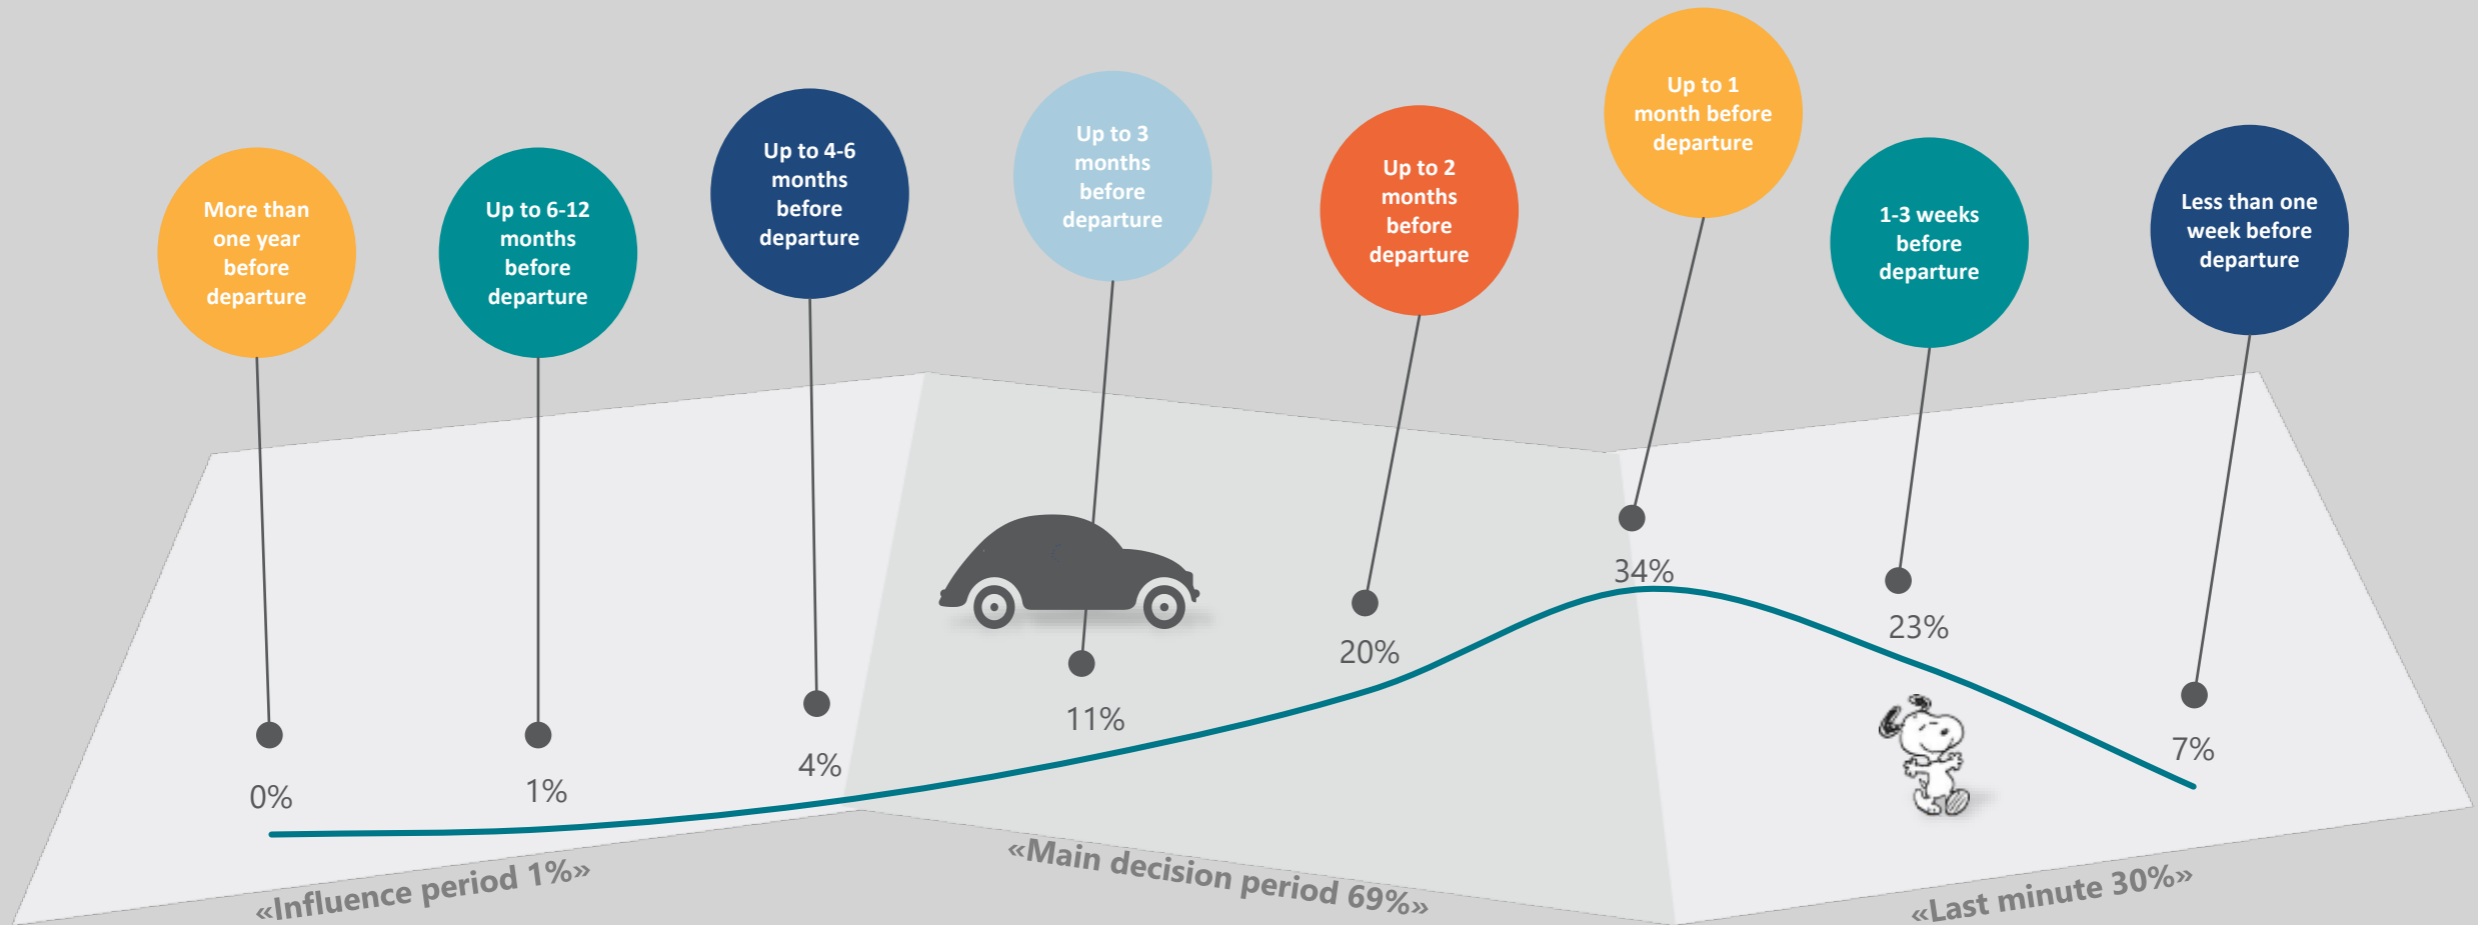 More than
one year
before
departure
Up to 6-12
months
before
departure
Up to 4-6
months
before
departure
Up to 3
months
before
departure
Up to 2
months
before
departure
Up to 1
month before
departure
1-3 weeks
before
departure
Less than one
week before
departure
0%
1%
4%
11%
20%
34%
23%
7%
«Influence period 1%»
«Main decision period 69%»
«Last minute 30%»